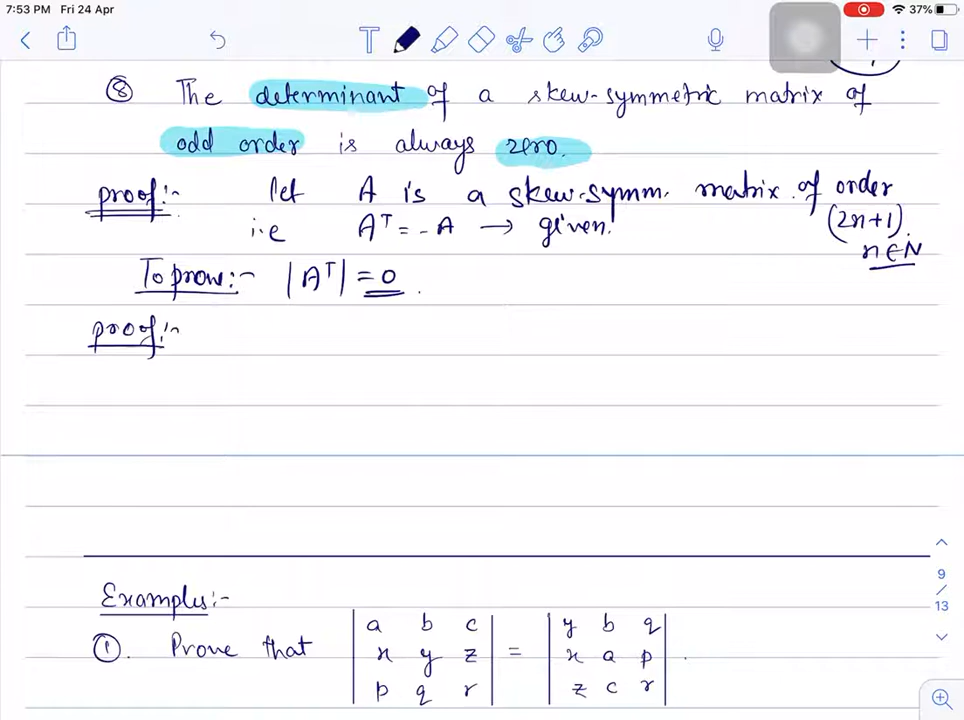 7:53 PM Fri 24 Apr 37%
⑧ The determinant of a skew-symmetric matrix of
odd order is always zero.
proof:- let A is a skew-symm. matrix of order
(2n+1).
i.e Aᵀ = -A → given.
n ∈ N
To prove:- |Aᵀ| = 0.
proof:-
9
/
13
Examples:-
①. Prove that | a b c | = | y b q |
| x y z | | x a p | .
| p q r | | z c r |